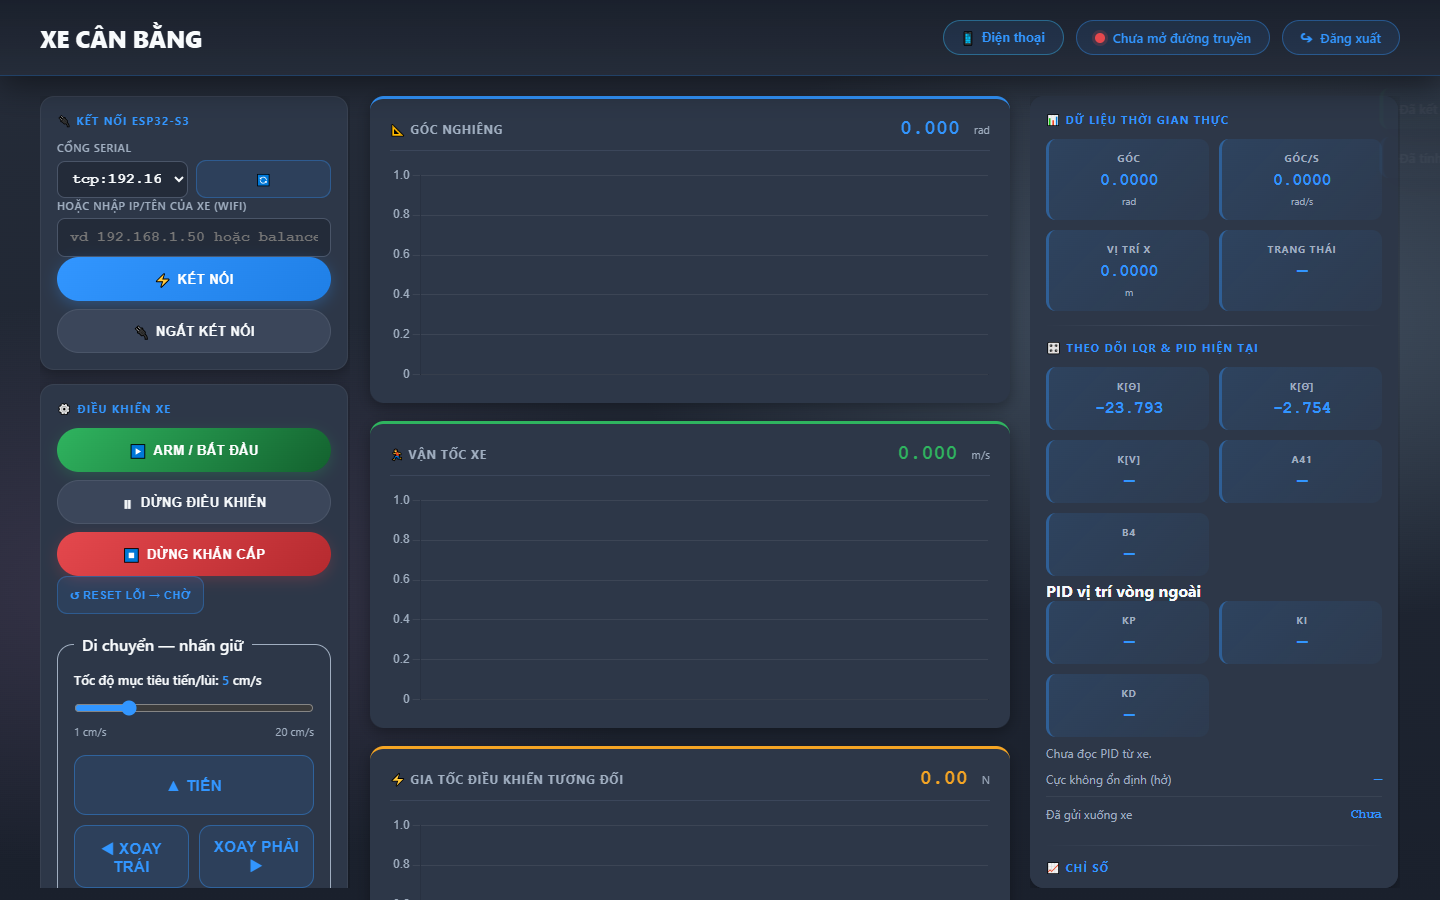 XE CÂN BẰNG
Điện thoại
Chưa mở đường truyền
Đăng xuất
KẾT NỐI ESP32-S3
CỔNG SERIAL
tcp:192.16
HOẶC NHẬP IP/TÊN CỦA XE (WIFI)
vd 192.168.1.50 hoặc balance
KẾT NỐI
NGẮT KẾT NỐI
ĐIỀU KHIỂN XE
ARM / BẮT ĐẦU
DỪNG ĐIỀU KHIỂN
DỪNG KHẨN CẤP
↺ RESET LỖI → CHỜ
Di chuyển — nhấn giữ
Tốc độ mục tiêu tiến/lùi: 5 cm/s
1 cm/s
20 cm/s
▲ TIẾN
◀ XOAY
TRÁI
XOAY PHẢI
▶
GÓC NGHIÊNG
0.000 rad
1.0
0.8
0.6
0.4
0.2
0
VẬN TỐC XE
0.000 m/s
1.0
0.8
0.6
0.4
0.2
0
GIA TỐC ĐIỀU KHIỂN TƯƠNG ĐỐI
0.00 N
1.0
0.8
DỮ LIỆU THỜI GIAN THỰC
GÓC
0.0000
rad
GÓC/S
0.0000
rad/s
VỊ TRÍ X
0.0000
m
TRẠNG THÁI
—
THEO DÕI LQR & PID HIỆN TẠI
K[Θ]
-23.793
K[Θ̇]
-2.754
K[V]
—
A41
—
B4
—
PID vị trí vòng ngoài
KP
—
KI
—
KD
—
Chưa đọc PID từ xe.
Cực không ổn định (hở) —
Đã gửi xuống xe Chưa
CHỈ SỐ